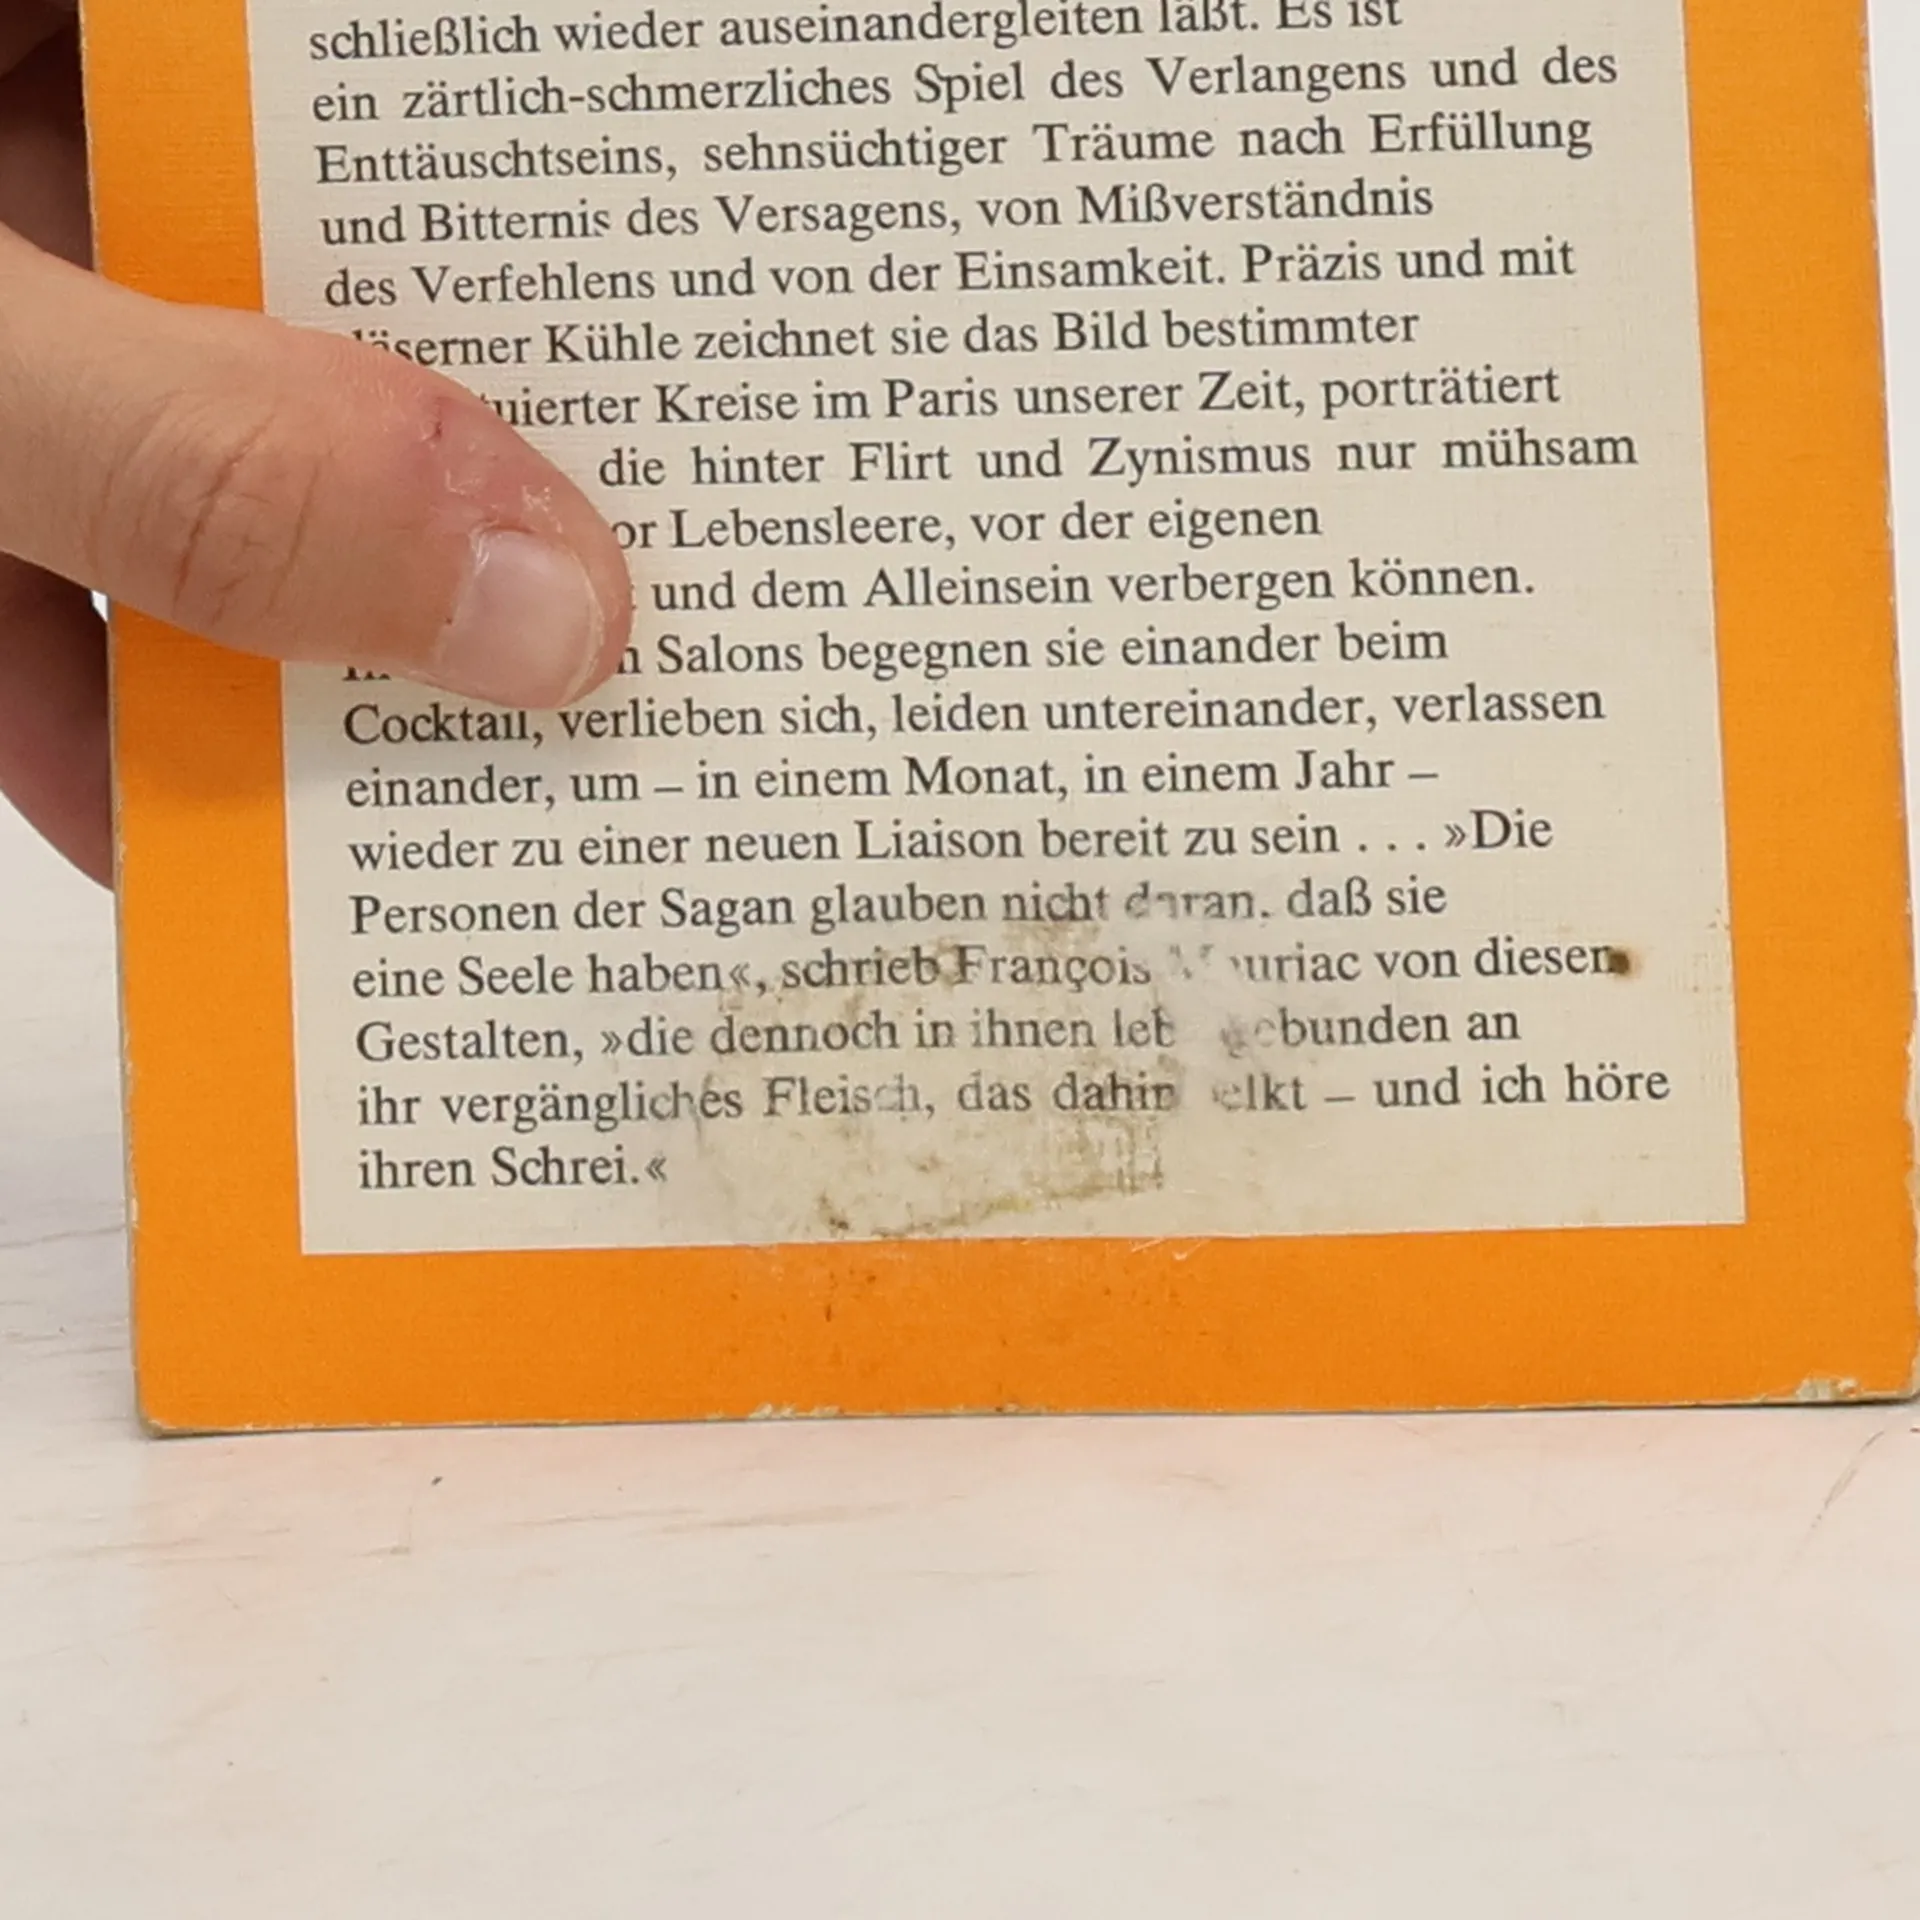 schließlich wieder auseinandergleiten läßt. Es ist
ein zärtlich-schmerzliches Spiel des Verlangens und des
Enttäuschtseins, sehnsüchtiger Träume nach Erfüllung
und Bitternis des Versagens, von Mißverständnis
des Verfehlens und von der Einsamkeit. Präzis und mit
Kühle zeichnet sie das Bild bestimmter
Kreise im Paris unserer Zeit, porträtiert
die hinter Flirt und Zynismus nur mühsam
Lebensleere, vor der eigenen
und dem Alleinsein verbergen können.
Salons begegnen sie einander beim
Cocktail, verlieben sich, leiden untereinander, verlassen
einander, um – in einem Monat, in einem Jahr –
wieder zu einer neuen Liaison bereit zu sein . . . »Die
Personen der Sagan glauben nicht daran, daß sie
eine Seele haben«, schrieb François von diesen
Gestalten, »die dennoch in ihnen an
ihr vergängliches Fleisch, das – und ich höre
ihren Schrei.«